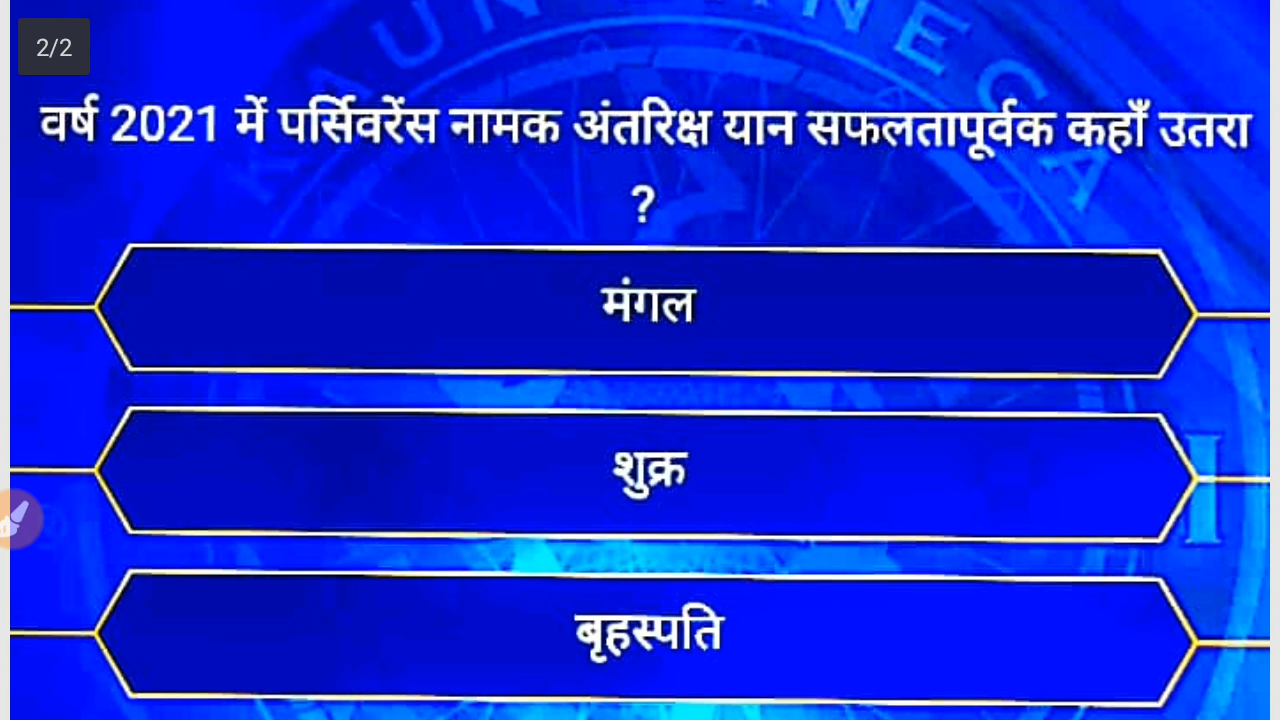 2/2
वर्ष 2021 में पर्सिवरेंस नामक अंतरिक्ष यान सफलतापूर्वक कहाँ उतरा
?
मंगल
शुक्र
बृहस्पति